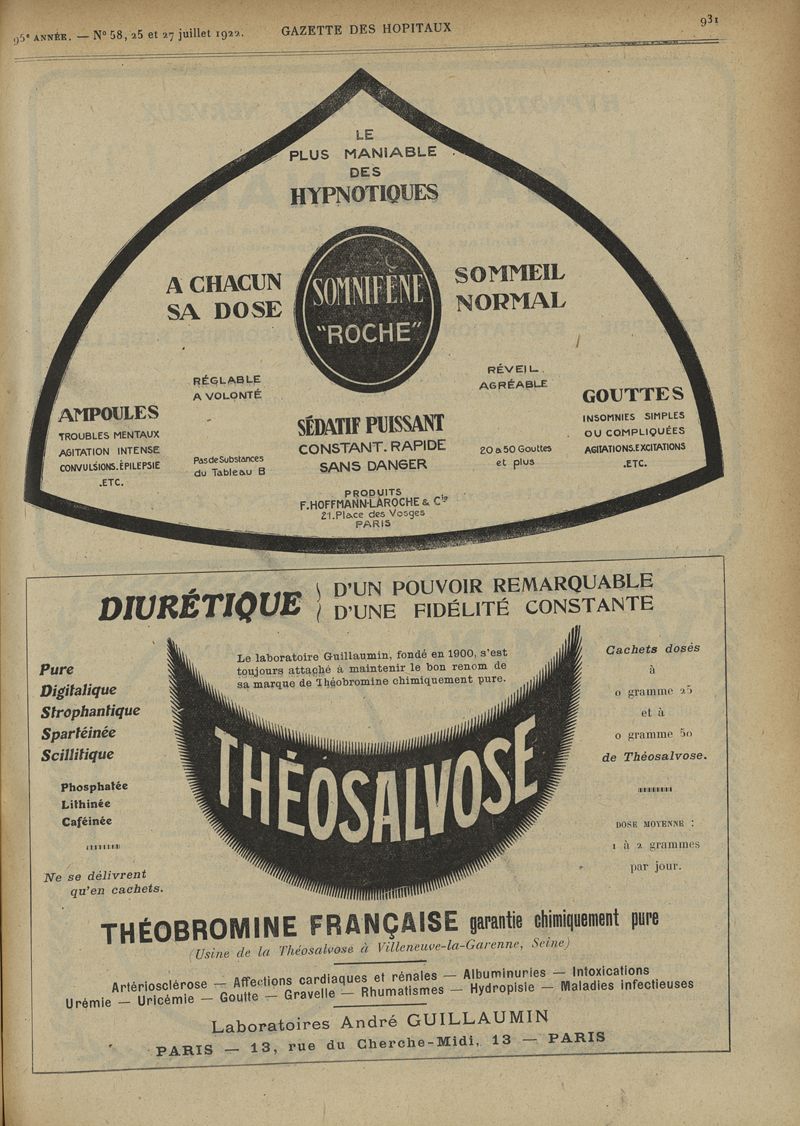 95e ANNÉE. — No 58, 25 et 27 juillet 1922.
GAZETTE DES HOPITAUX
931
LE
PLUS MANIABLE
DES
HYPNOTIQUES
A CHACUN
SA DOSE
SOMNIFÈNE
"ROCHE"
SOMMEIL
NORMAL
RÉGLABLE
A VOLONTÉ
RÉVEIL
AGRÉABLE
AMPOULES
TROUBLES MENTAUX
AGITATION INTENSE
CONVULSIONS.ÉPILEPSIE
.ETC.
Pas de Substances
du Tableau B
SÉDATIF PUISSANT
CONSTANT. RAPIDE
SANS DANGER
20 a 50 Gouttes
et plus
GOUTTES
INSOMNIES SIMPLES
OU COMPLIQUÉES
AGITATIONS.EXCITATIONS
.ETC.
PRODUITS
F.HOFFMANN-LAROCHE & Cie
21.Place des Vosges
PARIS
DIURÉTIQUE
D'UN POUVOIR REMARQUABLE
D'UNE FIDÉLITÉ CONSTANTE
Le laboratoire Guillaumin, fondé en 1900, s'est
toujours attaché à maintenir le bon renom de
sa marque de Théobromine chimiquement pure.
Pure
Digitalique
Strophantique
Spartéinée
Scillitique
Phosphatée
Lithinée
Caféinée
Ne se délivrent
qu'en cachets.
THÉOSALVOSE
Cachets dosés
à
0 gramme 25
et à
0 gramme 50
de Théosalvose.
DOSE MOYENNE :
1 à 2 grammes
par jour.
THÉOBROMINE FRANÇAISE garantie chimiquement pure
(Usine de la Théosalvose à Villeneuve-la-Garenne, Seine)
Artériosclérose — Affections cardiaques et rénales — Albuminuries — Intoxications
Urémie — Uricémie — Goutte — Gravelle — Rhumatismes — Hydropisie — Maladies infectieuses
Laboratoires André GUILLAUMIN
PARIS — 13, rue du Cherche-Midi, 13 — PARIS